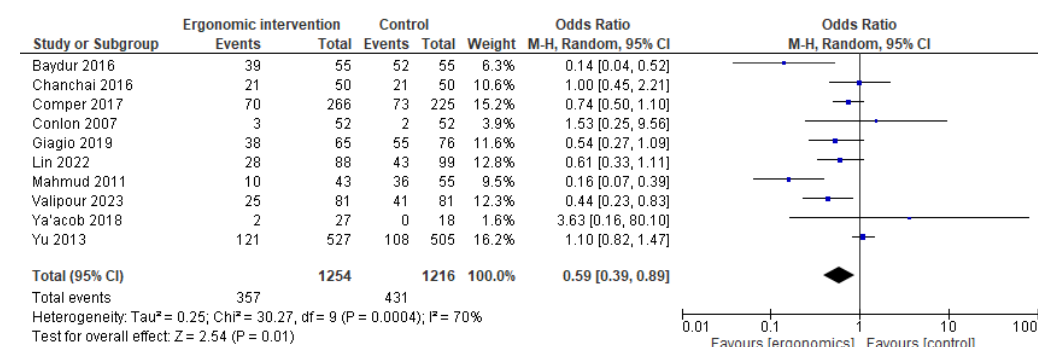 Ergonomic intervention Control Odds Ratio Odds Ratio
Study or Subgroup Events Total Events Total Weight M-H, Random, 95% CI M-H, Random, 95% CI
Baydur 2016 39 55 52 55 6.3% 0.14 [0.04, 0.52]
Chanchai 2016 21 50 21 50 10.6% 1.00 [0.45, 2.21]
Comper 2017 70 266 73 225 15.2% 0.74 [0.50, 1.10]
Conlon 2007 3 52 2 52 3.9% 1.53 [0.25, 9.56]
Giagio 2019 38 65 55 76 11.6% 0.54 [0.27, 1.09]
Lin 2022 28 88 43 99 12.8% 0.61 [0.33, 1.11]
Mahmud 2011 10 43 36 55 9.5% 0.16 [0.07, 0.39]
Valipour 2023 25 81 41 81 12.3% 0.44 [0.23, 0.83]
Ya'acob 2018 2 27 0 18 1.6% 3.63 [0.16, 80.10]
Yu 2013 121 527 108 505 16.2% 1.10 [0.82, 1.47]
Total (95% CI) 1254 1216 100.0% 0.59 [0.39, 0.89]
Total events 357 431
Heterogeneity: Tau² = 0.25; Chi² = 30.27, df = 9 (P = 0.0004); I² = 70%
Test for overall effect: Z = 2.54 (P = 0.01)
0.01 0.1 1 10 100
Favours [ergonomics] Favours [control]